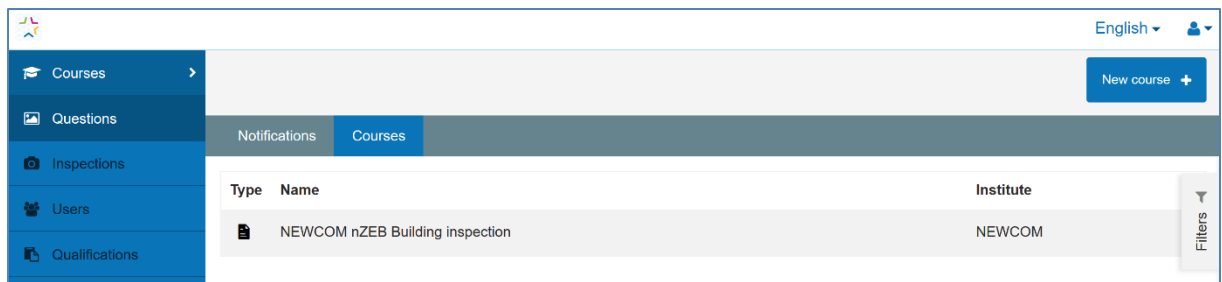 English
Courses
New course
Questions
Notifications Courses
Inspections
Type Name Institute
Users
Filters
NEWCOM nZEB Building inspection NEWCOM
Qualifications